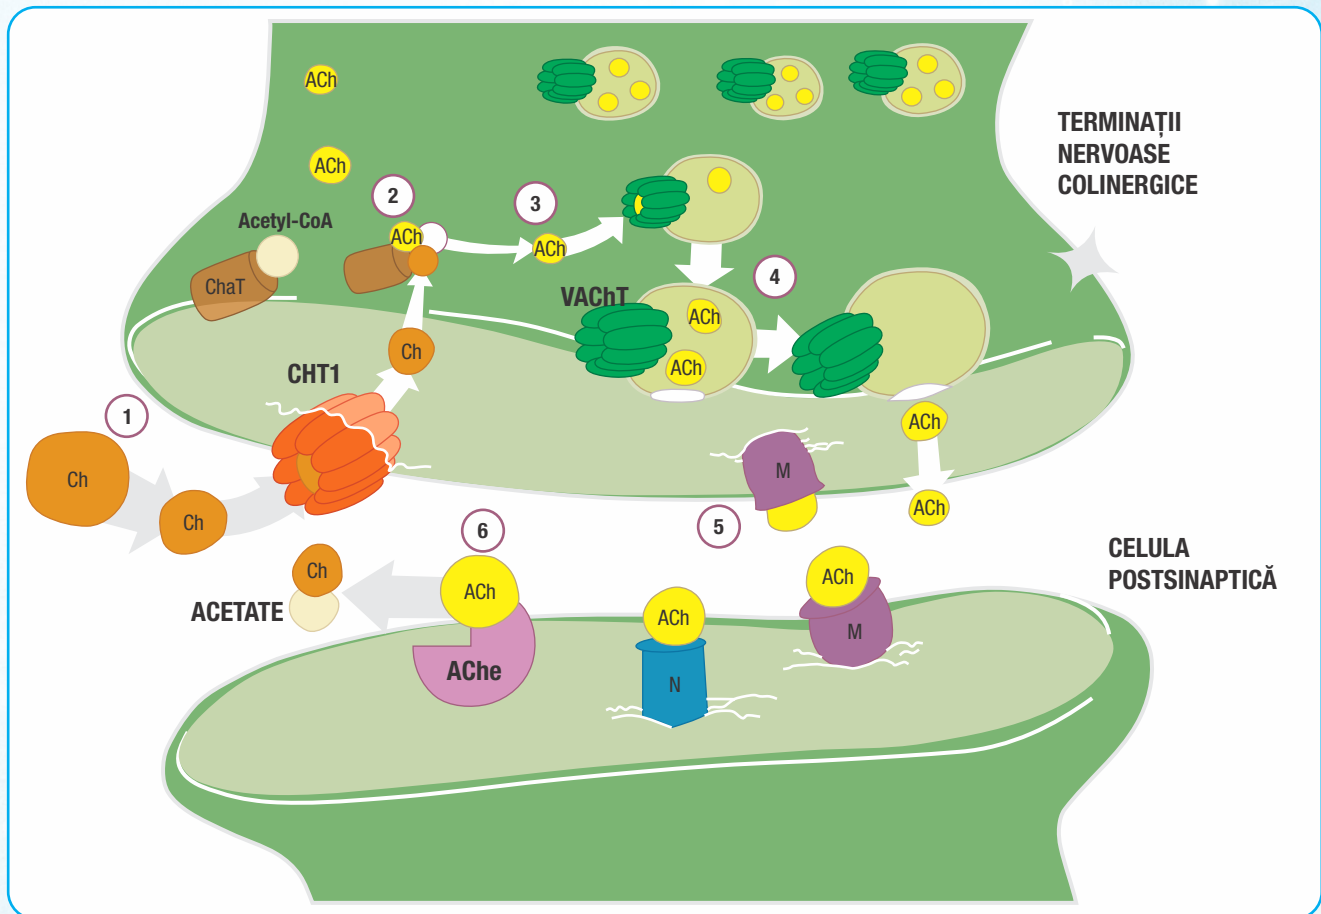 ACh
TERMINAȚII
NERVOASE
COLINERGICE
ACh
2
3
Acetyl-CoA
ACh
ACh
ChaT
4
VAChT
ACh
Ch
ACh
CHT1
1
ACh
Ch
M
ACh
Ch
5
6
CELULA
POSTSINAPTICĂ
Ch
ACh
ACh
ACETATE
ACh
M
AChe
N